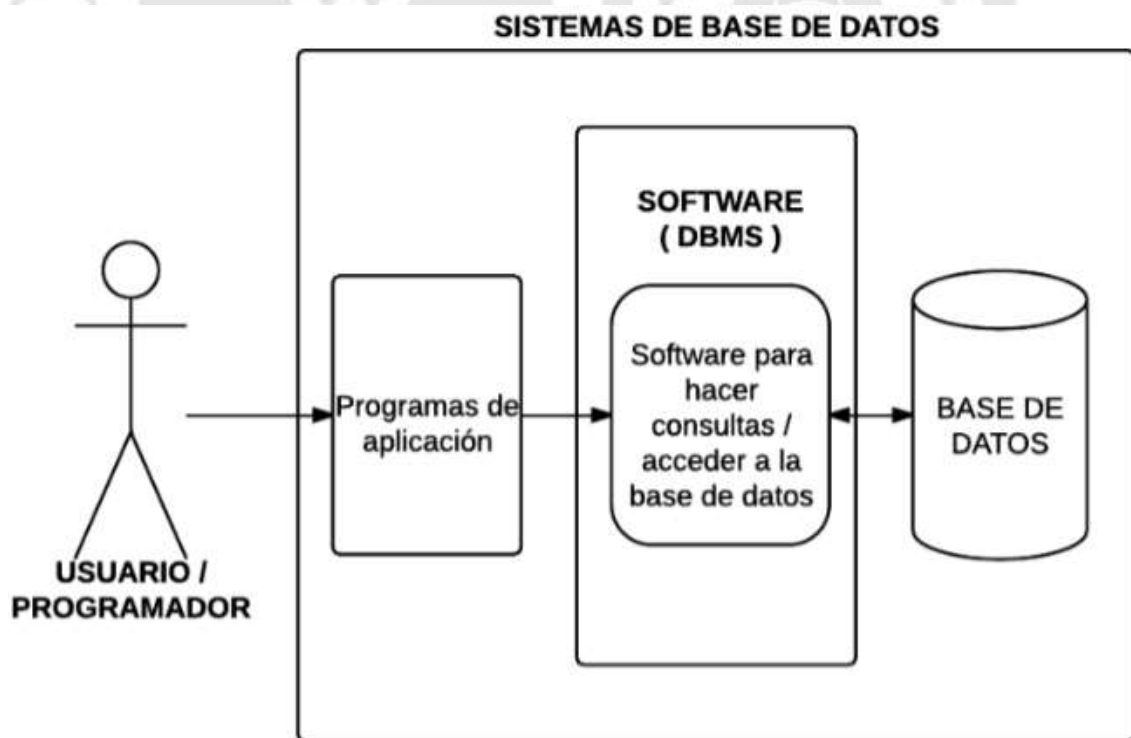 SISTEMAS DE BASE DE DATOS
SOFTWARE
( DBMS )
Programas de
aplicación
Software para
hacer
consultas /
acceder a la
base de datos
BASE DE
DATOS
USUARIO /
PROGRAMADOR